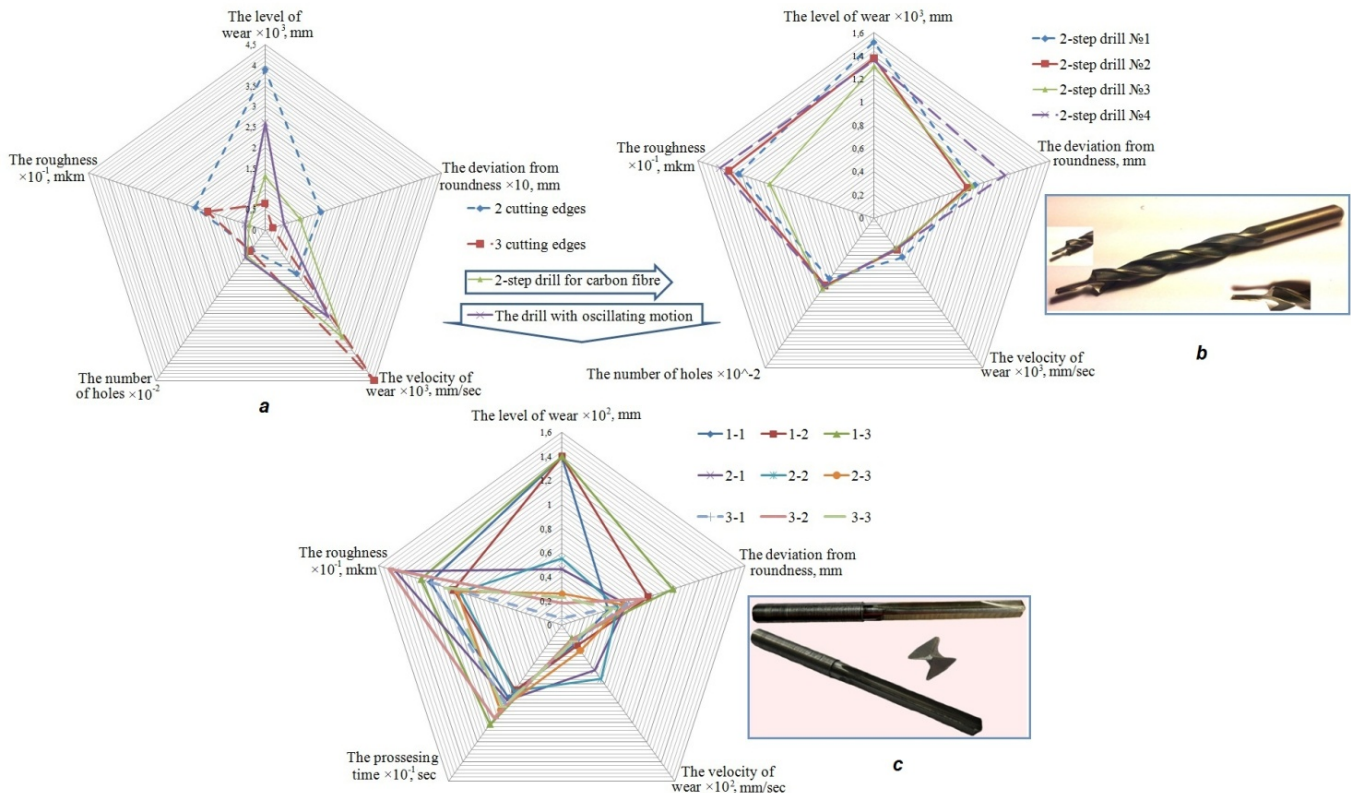 The level of
wear ×10³, mm
4,5
4
3,5
3
2,5
2
1,5
1
0,5
0
The roughness
×10⁻¹, mkm
The deviation from
roundness ×10, mm
The number
of holes ×10⁻²
The velocity of
wear ×10³, mm/sec
2 cutting edges
3 cutting edges
2-step drill for carbon fibre
The drill with oscillating motion
a
The level of wear ×10³, mm
1,6
1,4
1,2
1
0,8
0,6
0,4
0,2
0
The roughness
×10⁻¹, mkm
The deviation from
roundness, mm
The number of holes ×10^-2
The velocity of
wear ×10³, mm/sec
2-step drill №1
2-step drill №2
2-step drill №3
2-step drill №4
b
The level of wear ×10², mm
1,6
1,4
1,2
1
0,8
0,6
0,4
0,2
0
The roughness
×10⁻¹, mkm
The deviation from
roundness, mm
The prossesing
time ×10⁻¹, sec
The velocity of
wear ×10², mm/sec
1-1 1-2 1-3
2-1 2-2 2-3
3-1 3-2 3-3
c